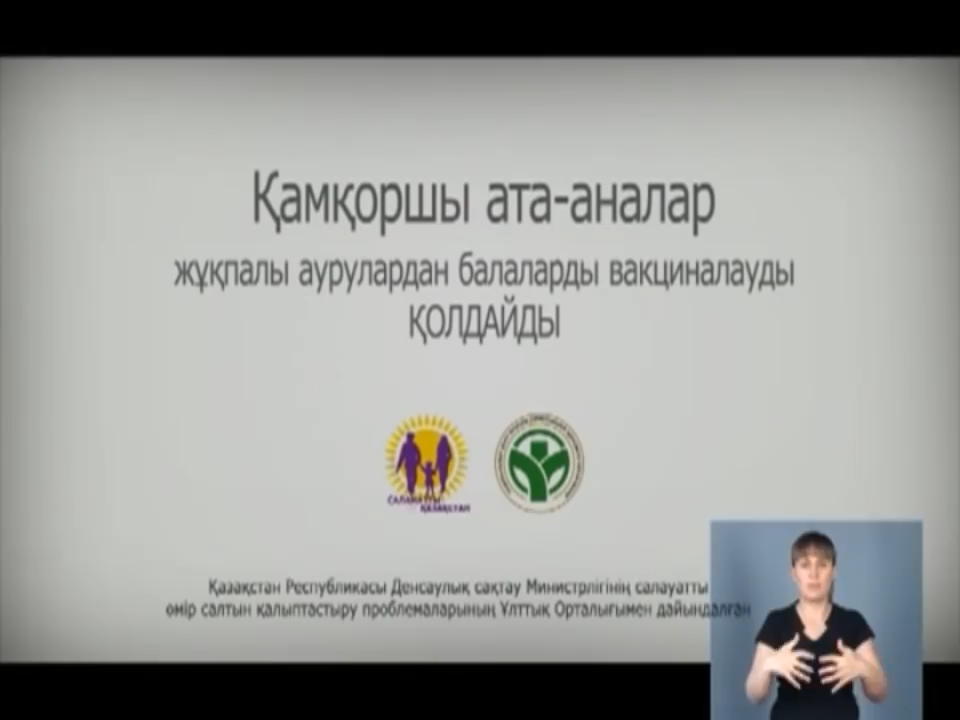 Қамқоршы ата-аналар
жұқпалы аурулардан балаларды вакциналауды
ҚОЛДАЙДЫ
САЛАМАТТЫ
ҚАЗАҚСТАН
Қазақстан Республикасы Денсаулық сақтау Министрлігінің салауатты
өмір салтын қалыптастыру проблемаларының Ұлттық Орталығымен дайындалған